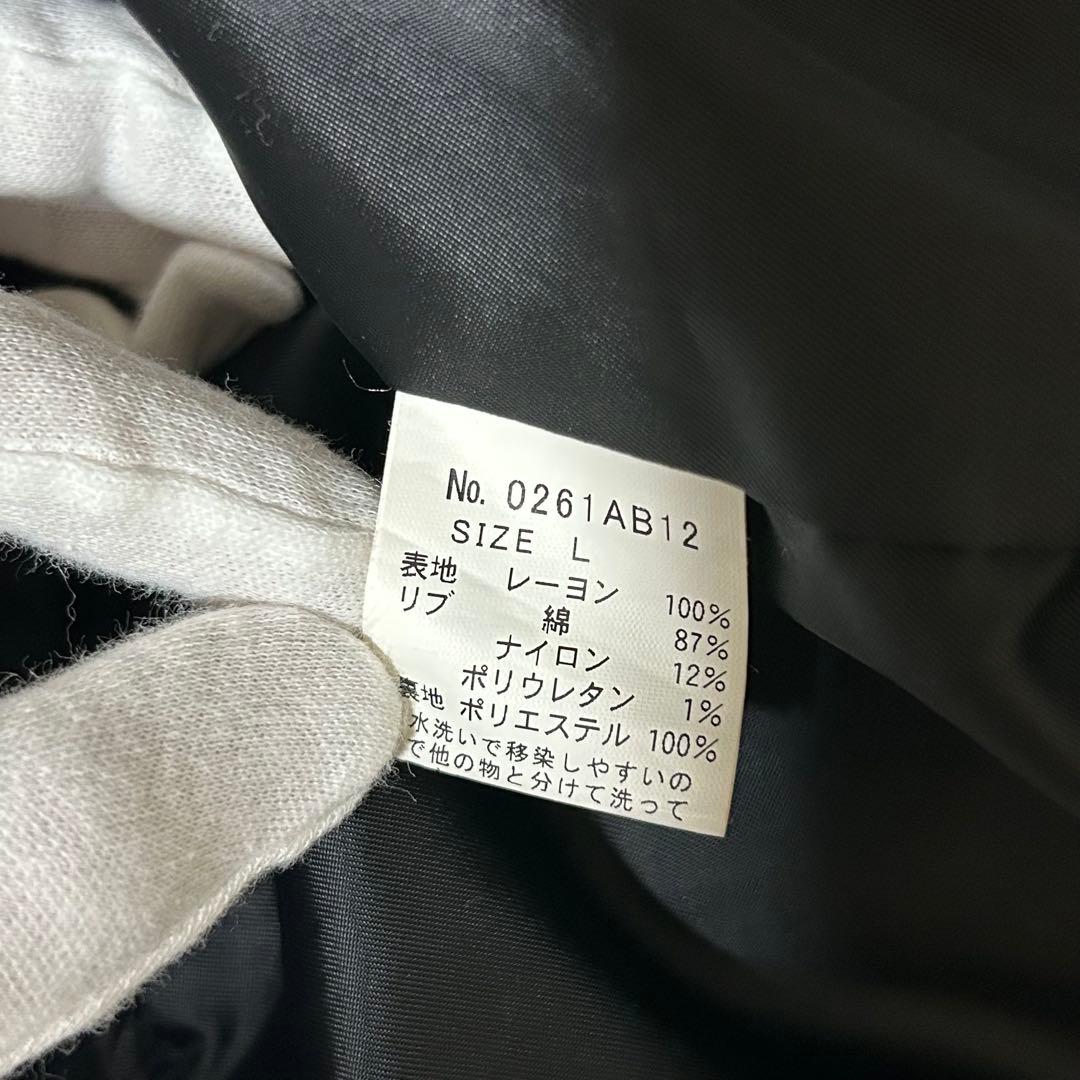 No. 0261AB12
SIZE L
表地 レーヨン 100%
リブ 綿 87%
ナイロン 12%
ポリウレタン 1%
裏地 ポリエステル 100%
水洗いで移染しやすいの
で他の物と分けて洗って